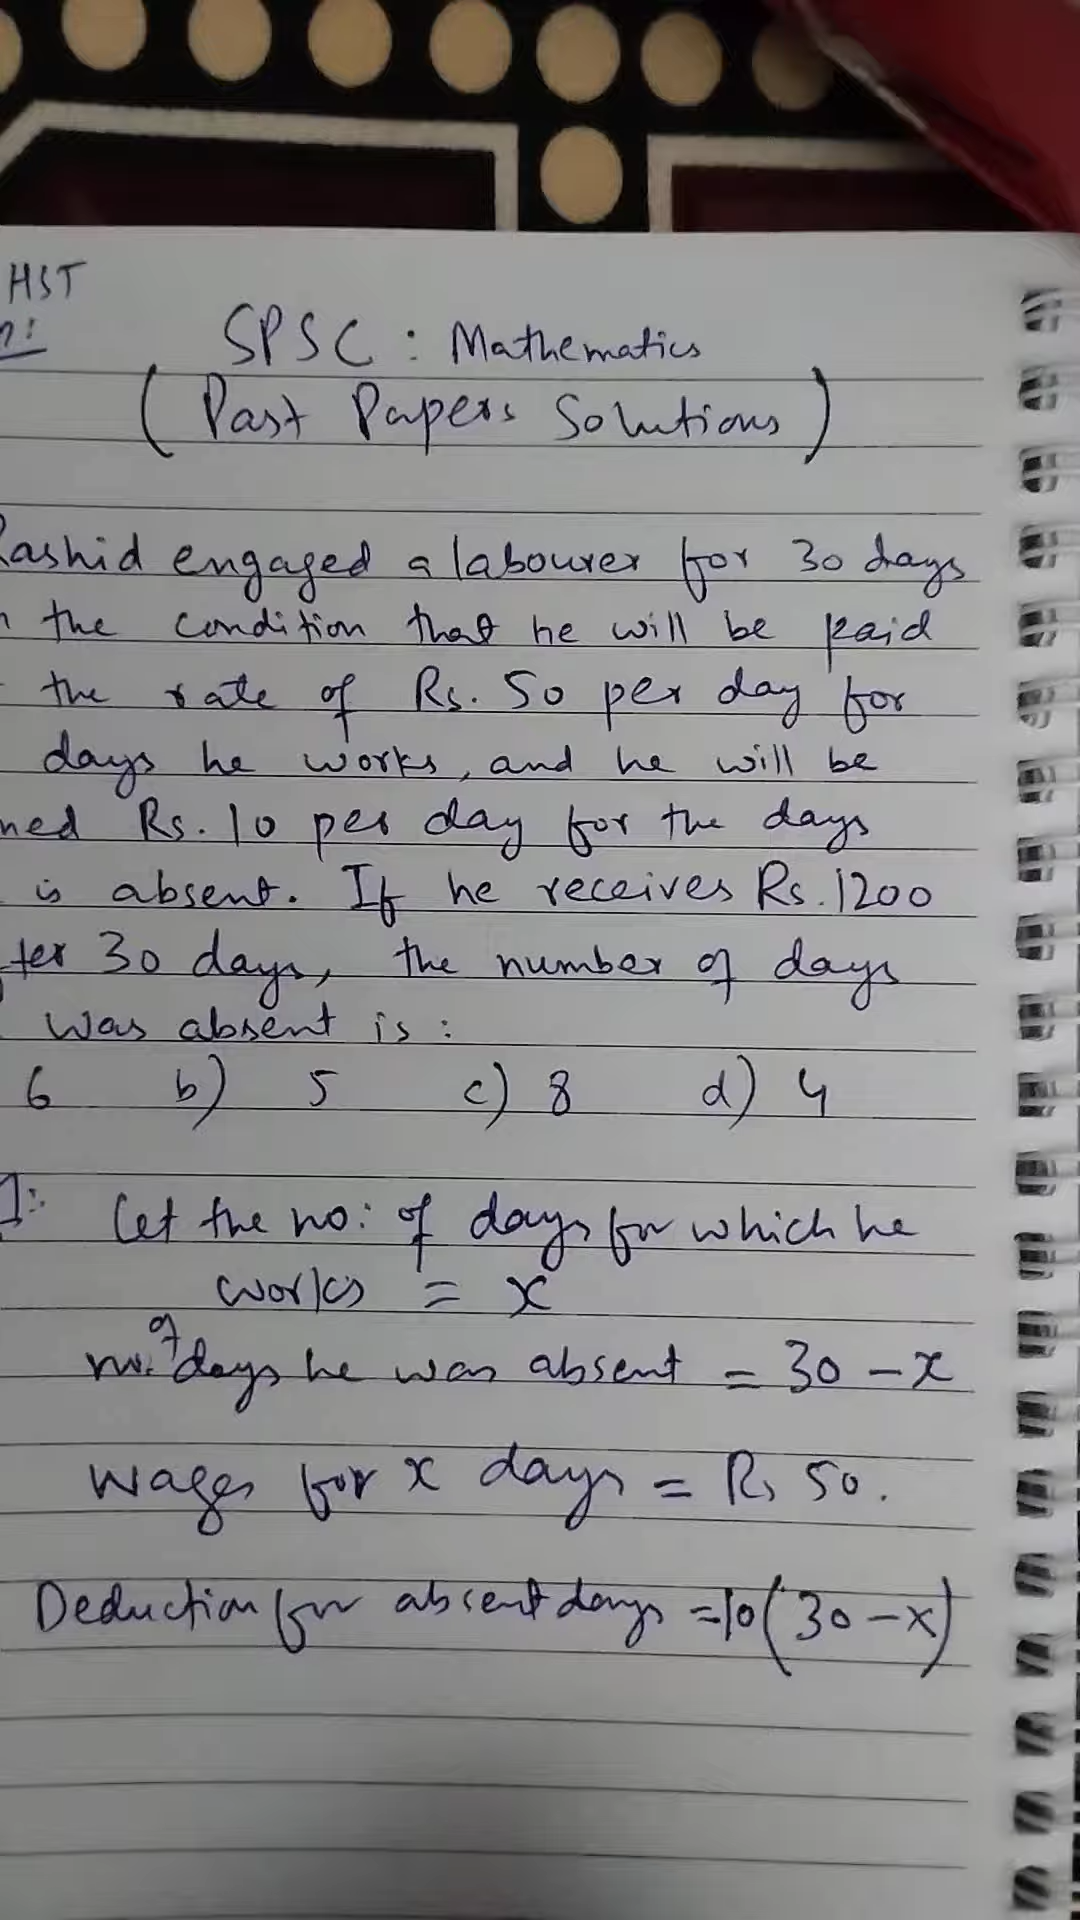 HST
n:
SPSC : Mathematics
(Past Papers Solutions)
Rashid engaged a labourer for 30 days
n the condition that he will be paid
the rate of Rs. 50 per day for
days he works, and he will be
ned Rs. 10 per day for the days
is absent. If he receives Rs. 1200
ter 30 days, the number of days
was absent is :
6 b) 5 c) 8 d) 4
Let the no: of days for which he
works = x
no. of days he was absent = 30 - x
Wages for x days = Rs 50.
Deduction for absent days = 10(30 - x)